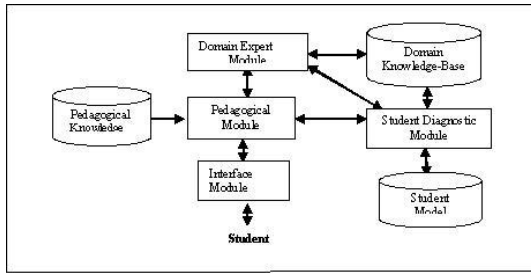 Domain Expert
Module
Domain
Knowledge-Base
Pedagogical
Knowledge
Pedagogical
Module
Student Diagnostic
Module
Interface
Module
Student
Model
Student